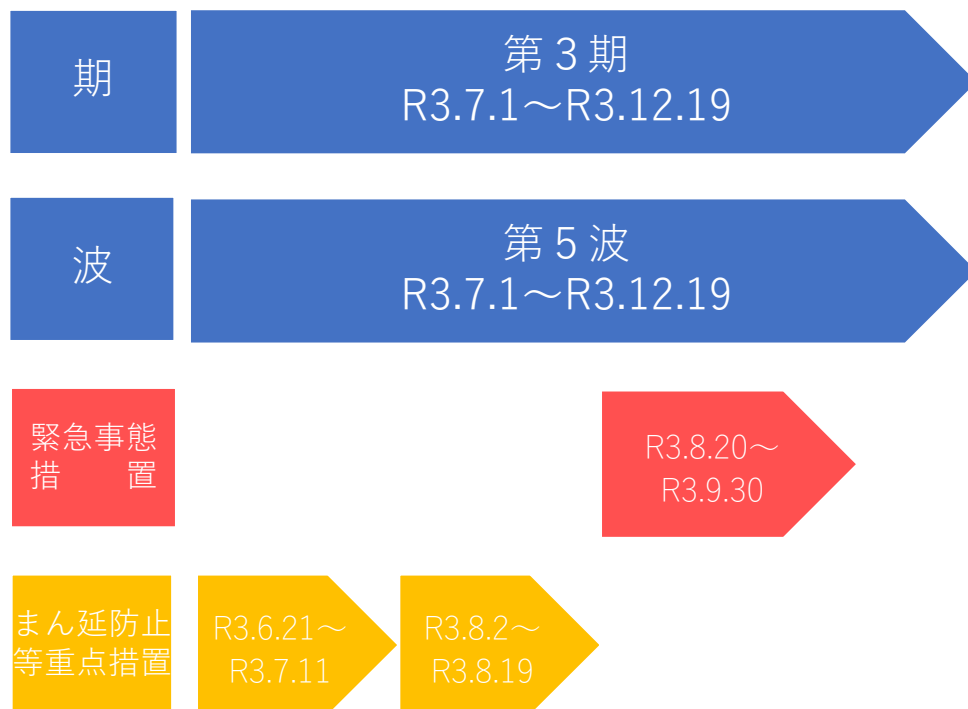 期
第３期
R3.7.1～R3.12.19
波
第５波
R3.7.1～R3.12.19
緊急事態
措　　置
R3.8.20～
R3.9.30
まん延防止
等重点措置
R3.6.21～
R3.7.11
R3.8.2～
R3.8.19